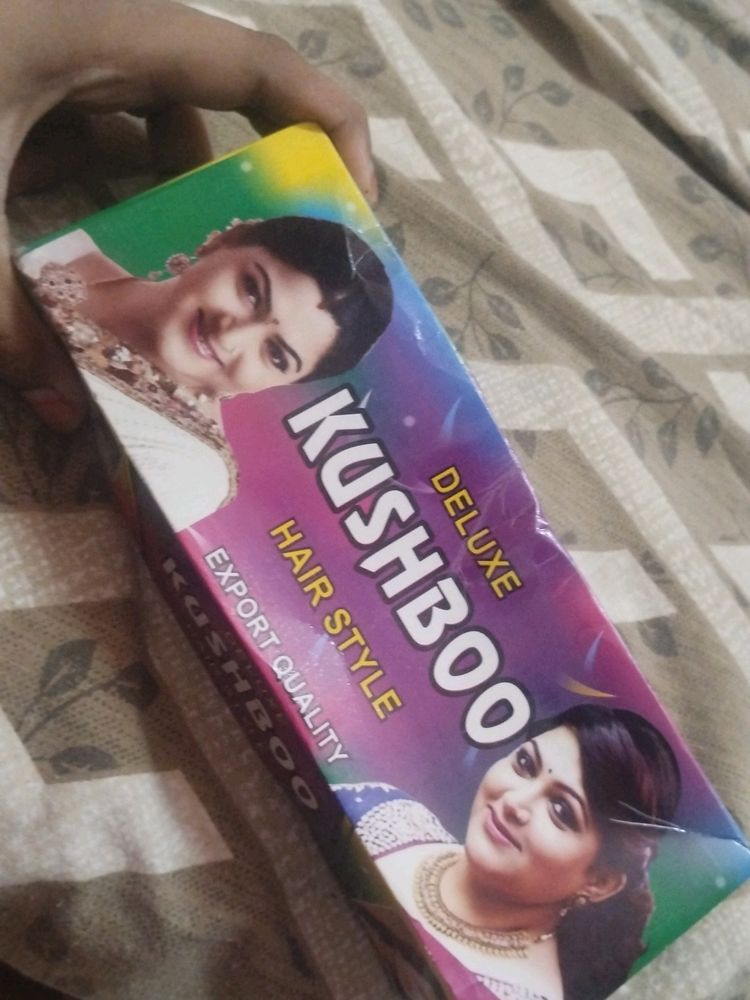 DELUXE
KUSHBOO
HAIR STYLE
EXPORT QUALITY
KUSHBOO